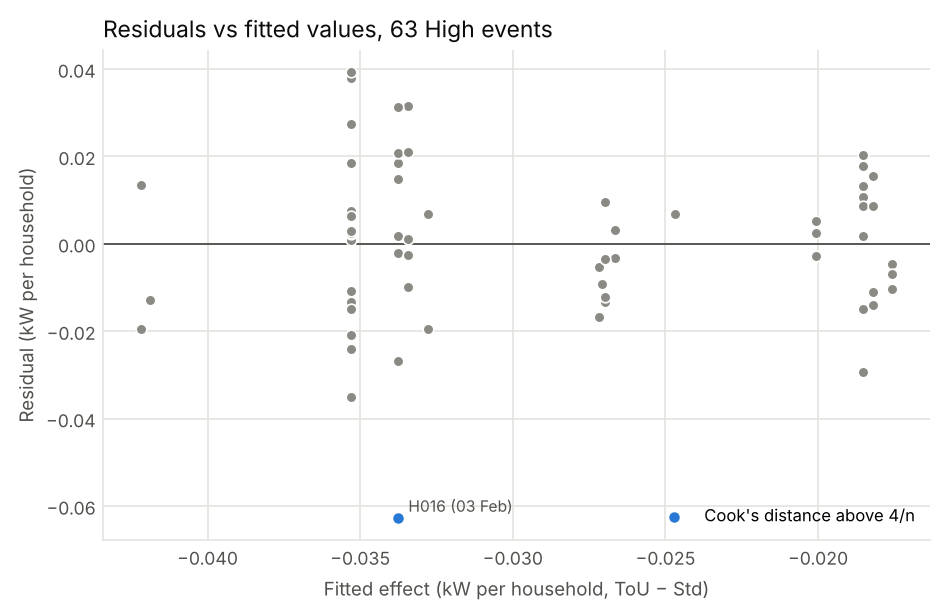 Residuals vs fitted values, 63 High events
Residual (kW per household)
0.04
0.02
0.00
−0.02
−0.04
−0.06
H016 (03 Feb)
Cook's distance above 4/n
−0.040
−0.035
−0.030
−0.025
−0.020
Fitted effect (kW per household, ToU − Std)